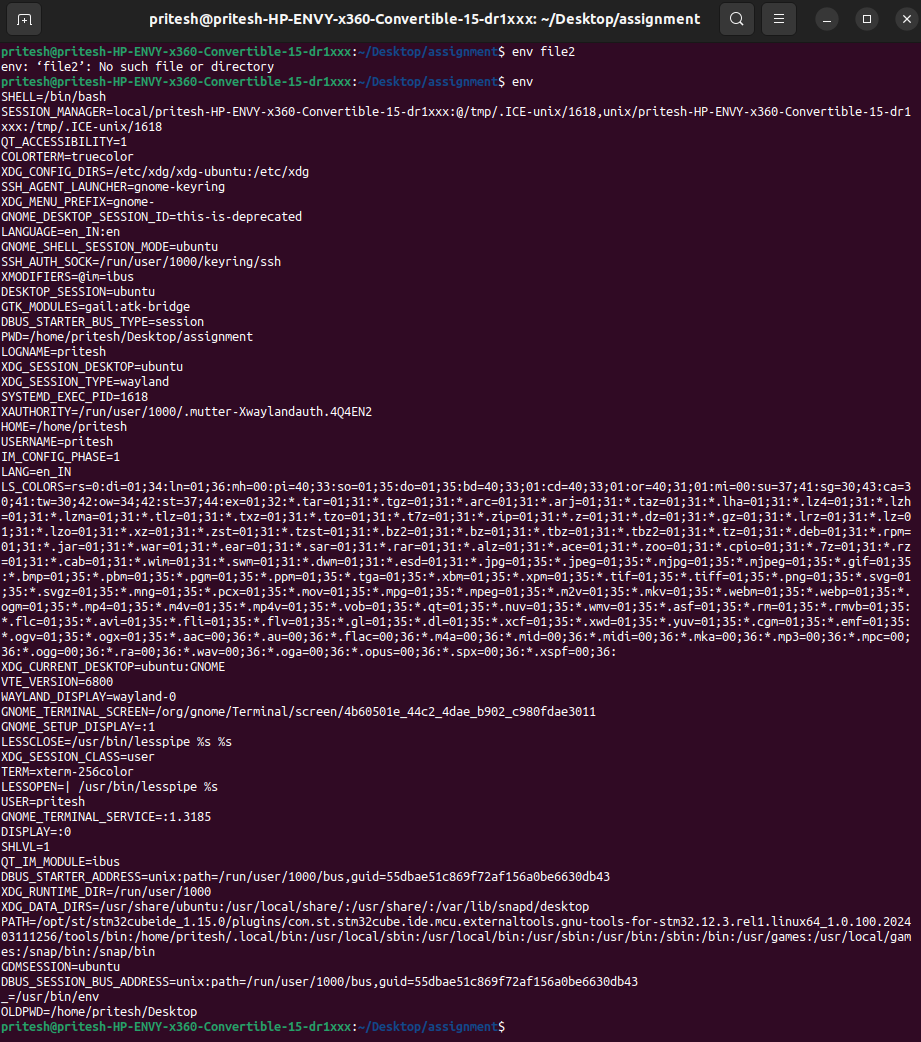 pritesh@pritesh-HP-ENVY-x360-Convertible-15-dr1xxx: ~/Desktop/assignment
pritesh@pritesh-HP-ENVY-x360-Convertible-15-dr1xxx:~/Desktop/assignment$ env file2
env: ‘file2’: No such file or directory
pritesh@pritesh-HP-ENVY-x360-Convertible-15-dr1xxx:~/Desktop/assignment$ env
SHELL=/bin/bash
SESSION_MANAGER=local/pritesh-HP-ENVY-x360-Convertible-15-dr1xxx:@/tmp/.ICE-unix/1618,unix/pritesh-HP-ENVY-x360-Convertible-15-dr1
xxx:/tmp/.ICE-unix/1618
QT_ACCESSIBILITY=1
COLORTERM=truecolor
XDG_CONFIG_DIRS=/etc/xdg/xdg-ubuntu:/etc/xdg
SSH_AGENT_LAUNCHER=gnome-keyring
XDG_MENU_PREFIX=gnome-
GNOME_DESKTOP_SESSION_ID=this-is-deprecated
LANGUAGE=en_IN:en
GNOME_SHELL_SESSION_MODE=ubuntu
SSH_AUTH_SOCK=/run/user/1000/keyring/ssh
XMODIFIERS=@im=ibus
DESKTOP_SESSION=ubuntu
GTK_MODULES=gail:atk-bridge
DBUS_STARTER_BUS_TYPE=session
PWD=/home/pritesh/Desktop/assignment
LOGNAME=pritesh
XDG_SESSION_DESKTOP=ubuntu
XDG_SESSION_TYPE=wayland
SYSTEMD_EXEC_PID=1618
XAUTHORITY=/run/user/1000/.mutter-Xwaylandauth.4Q4EN2
HOME=/home/pritesh
USERNAME=pritesh
IM_CONFIG_PHASE=1
LANG=en_IN
LS_COLORS=rs=0:di=01;34:ln=01;36:mh=00:pi=40;33:so=01;35:do=01;35:bd=40;33;01:cd=40;33;01:or=40;31;01:mi=00:su=37;41:sg=30;43:ca=3
0;41:tw=30;42:ow=34;42:st=37;44:ex=01;32:*.tar=01;31:*.tgz=01;31:*.arc=01;31:*.arj=01;31:*.taz=01;31:*.lha=01;31:*.lz4=01;31:*.lzh
=01;31:*.lzma=01;31:*.tlz=01;31:*.txz=01;31:*.tzo=01;31:*.t7z=01;31:*.zip=01;31:*.z=01;31:*.dz=01;31:*.gz=01;31:*.lrz=01;31:*.lz=0
1;31:*.lzo=01;31:*.xz=01;31:*.zst=01;31:*.tzst=01;31:*.bz2=01;31:*.bz=01;31:*.tbz=01;31:*.tbz2=01;31:*.tz=01;31:*.deb=01;31:*.rpm=
01;31:*.jar=01;31:*.war=01;31:*.ear=01;31:*.sar=01;31:*.rar=01;31:*.alz=01;31:*.ace=01;31:*.zoo=01;31:*.cpio=01;31:*.7z=01;31:*.rz
=01;31:*.cab=01;31:*.wim=01;31:*.swm=01;31:*.dwm=01;31:*.esd=01;31:*.jpg=01;35:*.jpeg=01;35:*.mjpg=01;35:*.mjpeg=01;35:*.gif=01;35
:*.bmp=01;35:*.pbm=01;35:*.pgm=01;35:*.ppm=01;35:*.tga=01;35:*.xbm=01;35:*.xpm=01;35:*.tif=01;35:*.tiff=01;35:*.png=01;35:*.svg=01
;35:*.svgz=01;35:*.mng=01;35:*.pcx=01;35:*.mov=01;35:*.mpg=01;35:*.mpeg=01;35:*.m2v=01;35:*.mkv=01;35:*.webm=01;35:*.webp=01;35:*.
ogm=01;35:*.mp4=01;35:*.m4v=01;35:*.mp4v=01;35:*.vob=01;35:*.qt=01;35:*.nuv=01;35:*.wmv=01;35:*.asf=01;35:*.rm=01;35:*.rmvb=01;35:
*.flc=01;35:*.avi=01;35:*.fli=01;35:*.flv=01;35:*.gl=01;35:*.dl=01;35:*.xcf=01;35:*.xwd=01;35:*.yuv=01;35:*.cgm=01;35:*.emf=01;35:
*.ogv=01;35:*.ogx=01;35:*.aac=00;36:*.au=00;36:*.flac=00;36:*.m4a=00;36:*.mid=00;36:*.midi=00;36:*.mka=00;36:*.mp3=00;36:*.mpc=00;
36:*.ogg=00;36:*.ra=00;36:*.wav=00;36:*.oga=00;36:*.opus=00;36:*.spx=00;36:*.xspf=00;36:
XDG_CURRENT_DESKTOP=ubuntu:GNOME
VTE_VERSION=6800
WAYLAND_DISPLAY=wayland-0
GNOME_TERMINAL_SCREEN=/org/gnome/Terminal/screen/4b60501e_44c2_4dae_b902_c980fdae3011
GNOME_SETUP_DISPLAY=:1
LESSCLOSE=/usr/bin/lesspipe %s %s
XDG_SESSION_CLASS=user
TERM=xterm-256color
LESSOPEN=| /usr/bin/lesspipe %s
USER=pritesh
GNOME_TERMINAL_SERVICE=:1.3185
DISPLAY=:0
SHLVL=1
QT_IM_MODULE=ibus
DBUS_STARTER_ADDRESS=unix:path=/run/user/1000/bus,guid=55dbae51c869f72af156a0be6630db43
XDG_RUNTIME_DIR=/run/user/1000
XDG_DATA_DIRS=/usr/share/ubuntu:/usr/local/share/:/usr/share/:/var/lib/snapd/desktop
PATH=/opt/st/stm32cubeide_1.15.0/plugins/com.st.stm32cube.ide.mcu.externaltools.gnu-tools-for-stm32.12.3.rel1.linux64_1.0.100.2024
03111256/tools/bin:/home/pritesh/.local/bin:/usr/local/sbin:/usr/local/bin:/usr/sbin:/usr/bin:/sbin:/bin:/usr/games:/usr/local/gam
es:/snap/bin:/snap/bin
GDMSESSION=ubuntu
DBUS_SESSION_BUS_ADDRESS=unix:path=/run/user/1000/bus,guid=55dbae51c869f72af156a0be6630db43
_=/usr/bin/env
OLDPWD=/home/pritesh/Desktop
pritesh@pritesh-HP-ENVY-x360-Convertible-15-dr1xxx:~/Desktop/assignment$